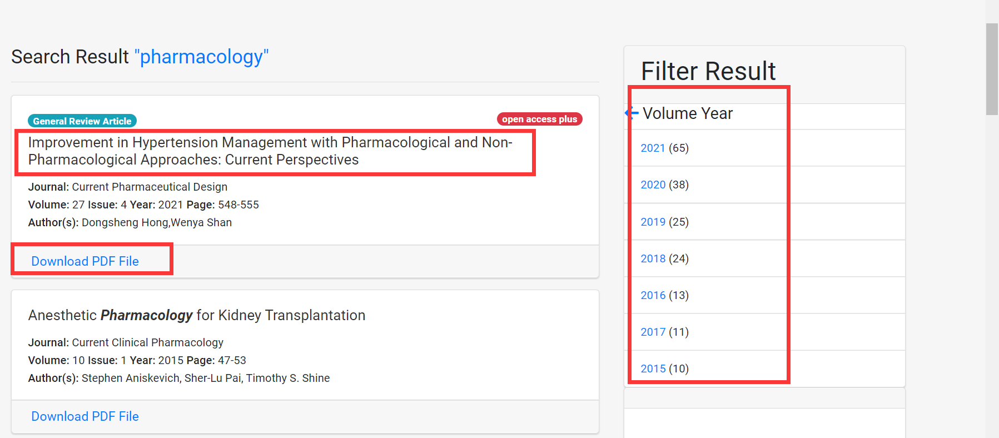 Search Result "pharmacology"
General Review Article
open access plus
Improvement in Hypertension Management with Pharmacological and Non-
Pharmacological Approaches: Current Perspectives
Journal: Current Pharmaceutical Design
Volume: 27 Issue: 4 Year: 2021 Page: 548-555
Author(s): Dongsheng Hong,Wenya Shan
Download PDF File
Anesthetic Pharmacology for Kidney Transplantation
Journal: Current Clinical Pharmacology
Volume: 10 Issue: 1 Year: 2015 Page: 47-53
Author(s): Stephen Aniskevich, Sher-Lu Pai, Timothy S. Shine
Download PDF File
Filter Result
Volume Year
2021 (65)
2020 (38)
2019 (25)
2018 (24)
2016 (13)
2017 (11)
2015 (10)